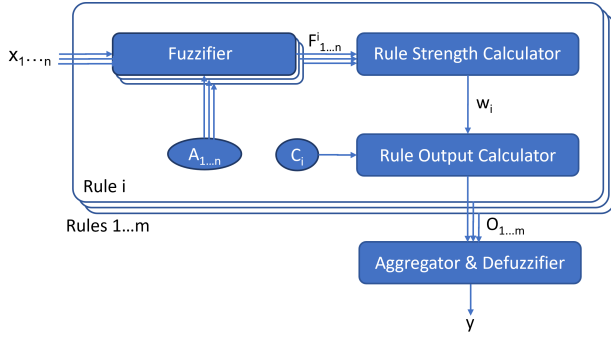 x₁…ₙ
Fuzzifier
Fⁱ₁…ₙ
Rule Strength Calculator
wᵢ
A₁…ₙ
Cᵢ
Rule Output Calculator
Rule i
Rules 1…m
O₁…ₘ
Aggregator & Defuzzifier
y